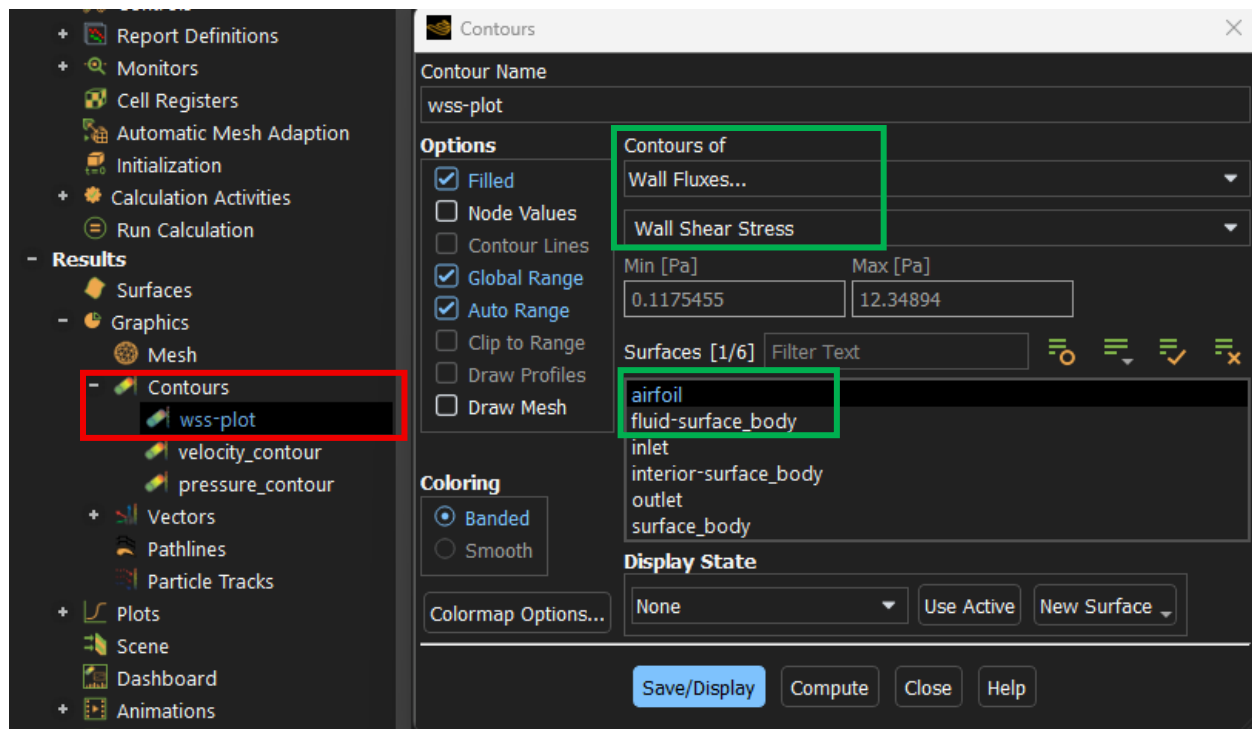 Report Definitions
Monitors
Cell Registers
Automatic Mesh Adaption
Initialization
Calculation Activities
Run Calculation
Results
Surfaces
Graphics
Mesh
Contours
wss-plot
velocity_contour
pressure_contour
Vectors
Pathlines
Particle Tracks
Plots
Scene
Dashboard
Animations
Contours
Contour Name
wss-plot
Options
Filled
Node Values
Contour Lines
Global Range
Auto Range
Clip to Range
Draw Profiles
Draw Mesh
Coloring
Banded
Smooth
Colormap Options...
Contours of
Wall Fluxes...
Wall Shear Stress
Min [Pa] Max [Pa]
0.1175455 12.34894
Surfaces [1/6] Filter Text
airfoil
fluid-surface_body
inlet
interior-surface_body
outlet
surface_body
Display State
None Use Active New Surface
Save/Display Compute Close Help